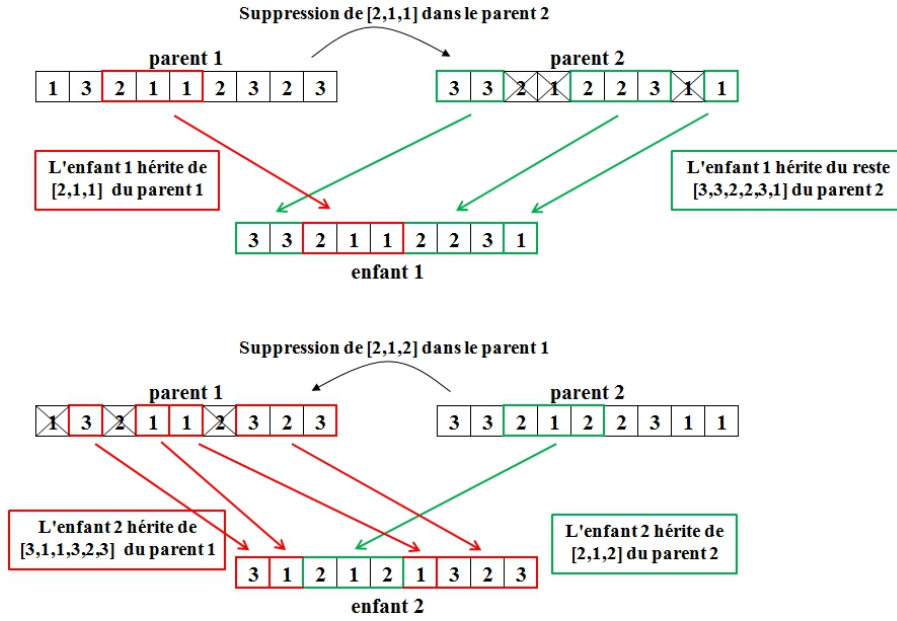 Suppression de [2,1,1] dans le parent 2
parent 1
parent 2
1 3 2 1 1 2 3 2 3
3 3 2 1 2 2 3 1 1
L'enfant 1 hérite de
[2,1,1] du parent 1
L'enfant 1 hérite du reste
[3,3,2,2,3,1] du parent 2
3 3 2 1 1 2 2 3 1
enfant 1
Suppression de [2,1,2] dans le parent 1
parent 1
parent 2
1 3 2 1 1 2 3 2 3
3 3 2 1 2 2 3 1 1
L'enfant 2 hérite de
[3,1,1,3,2,3] du parent 1
L'enfant 2 hérite de
[2,1,2] du parent 2
3 1 2 1 2 1 3 2 3
enfant 2